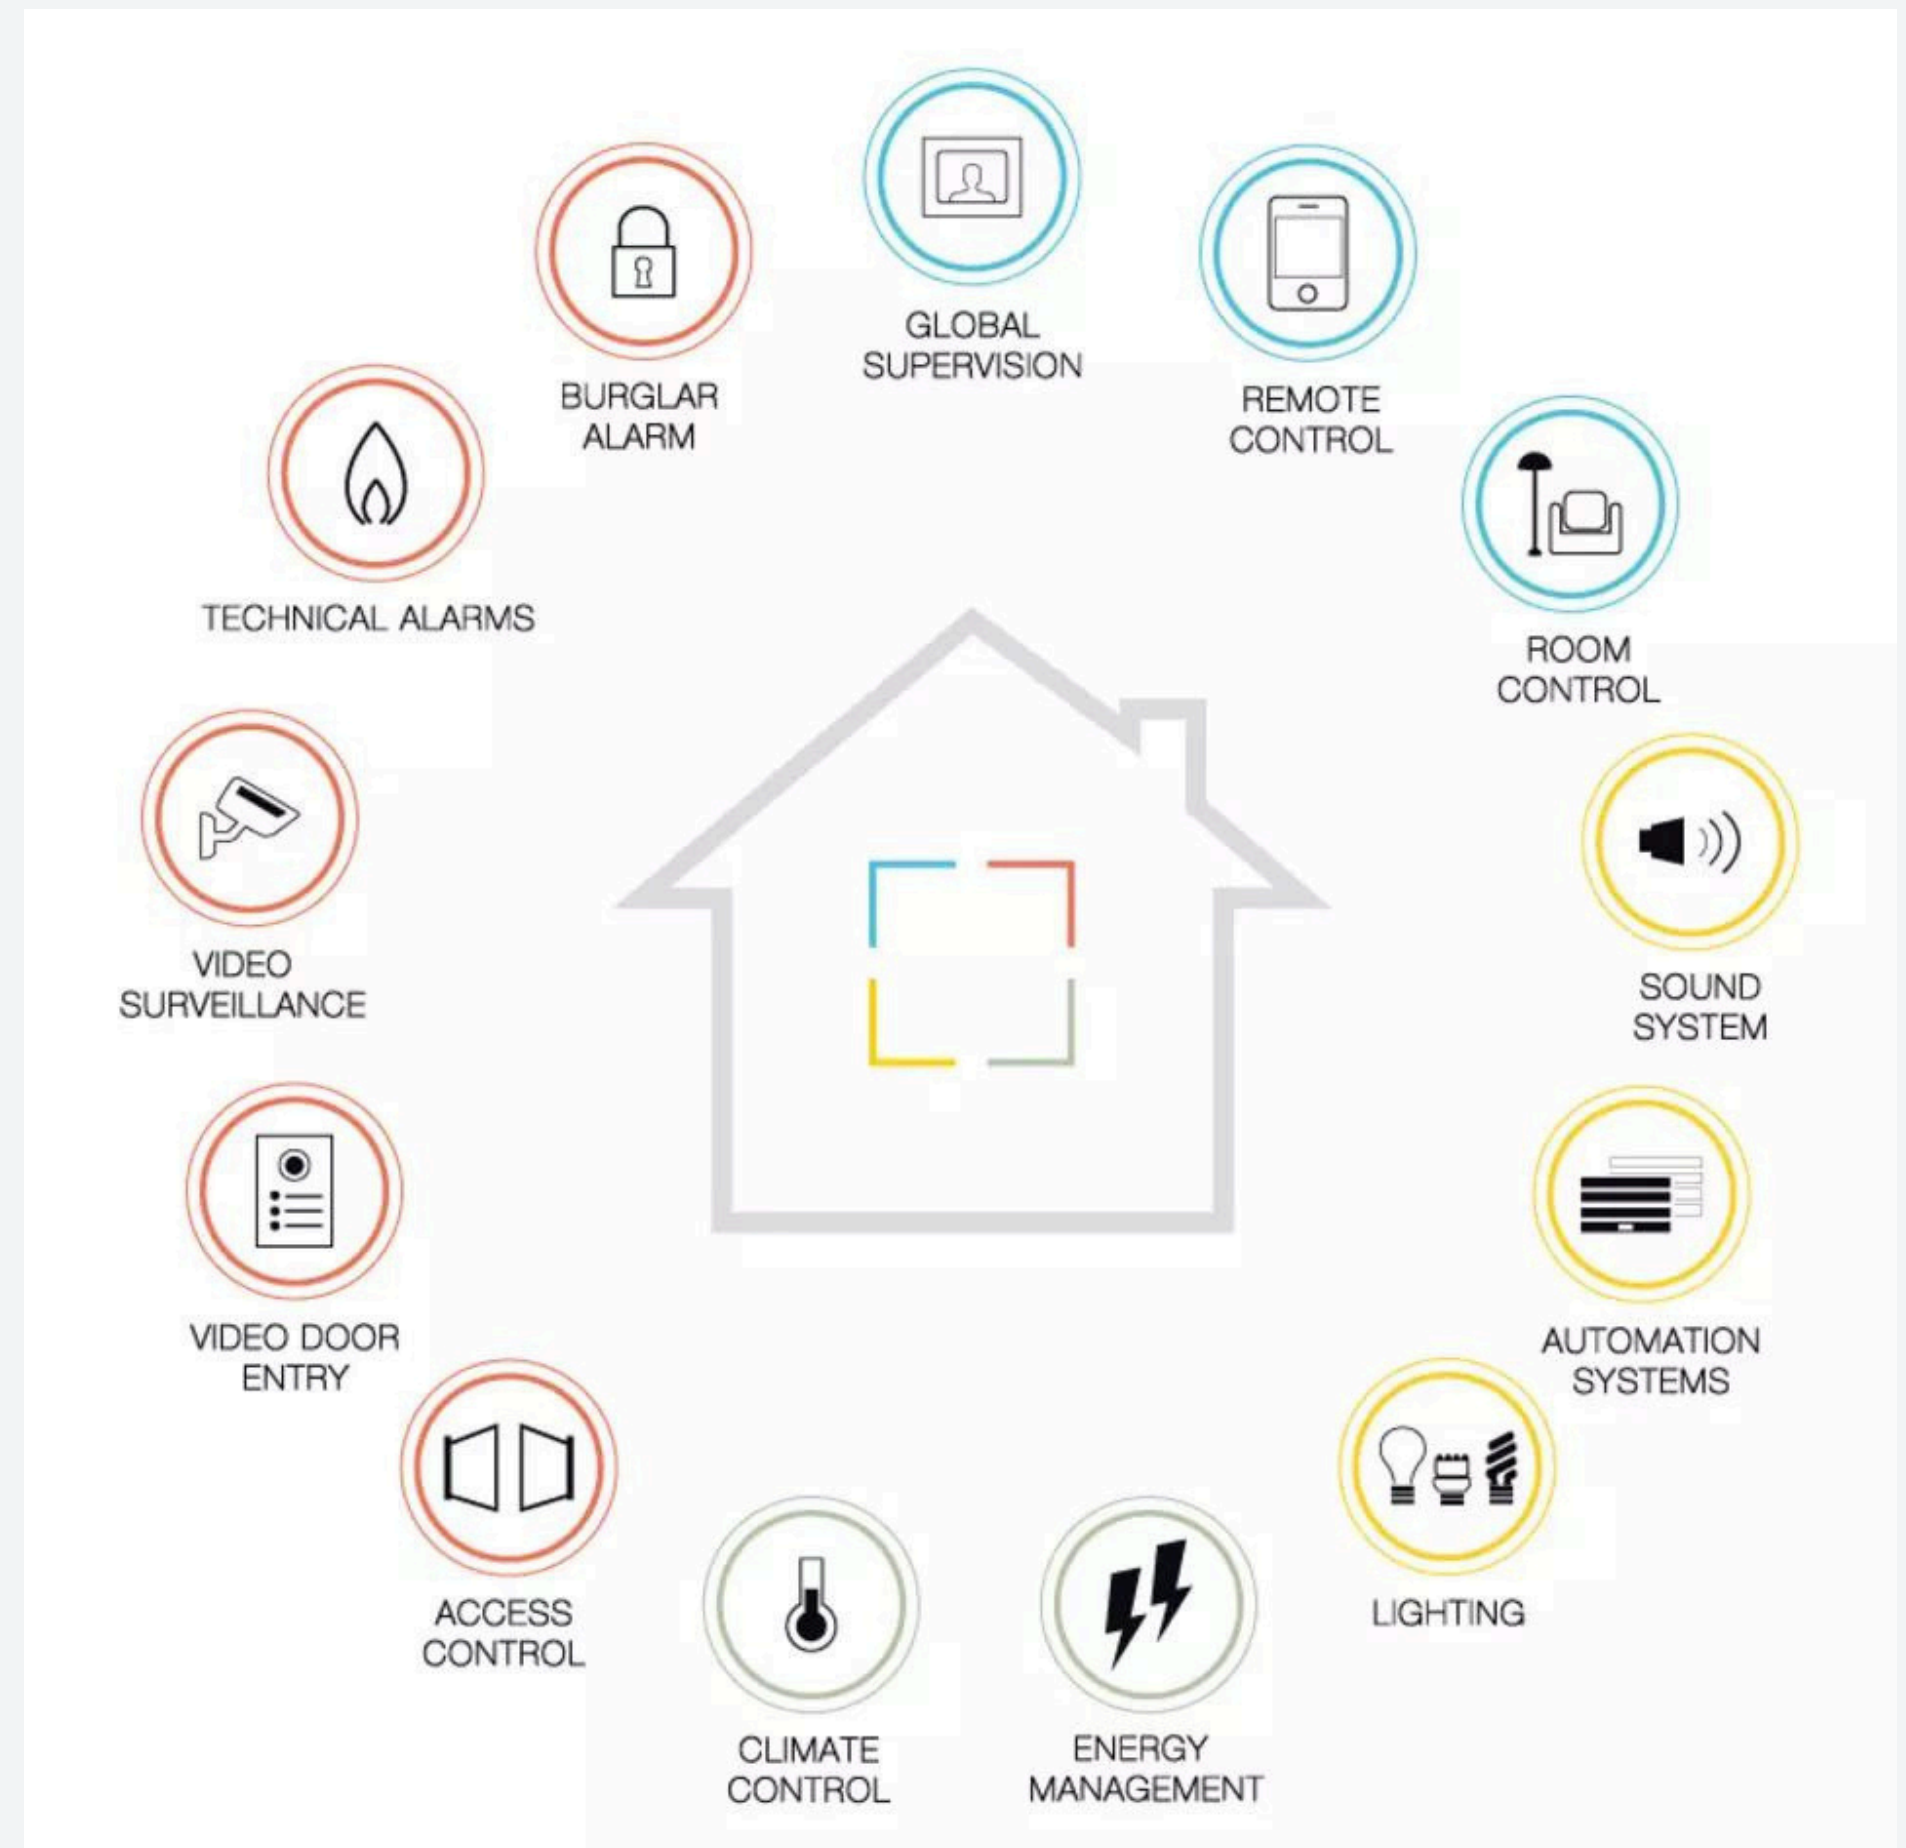 GLOBAL
SUPERVISION
BURGLAR
ALARM
REMOTE
CONTROL
TECHNICAL ALARMS
ROOM
CONTROL
VIDEO
SURVEILLANCE
SOUND
SYSTEM
VIDEO DOOR
ENTRY
AUTOMATION
SYSTEMS
ACCESS
CONTROL
LIGHTING
CLIMATE
CONTROL
ENERGY
MANAGEMENT